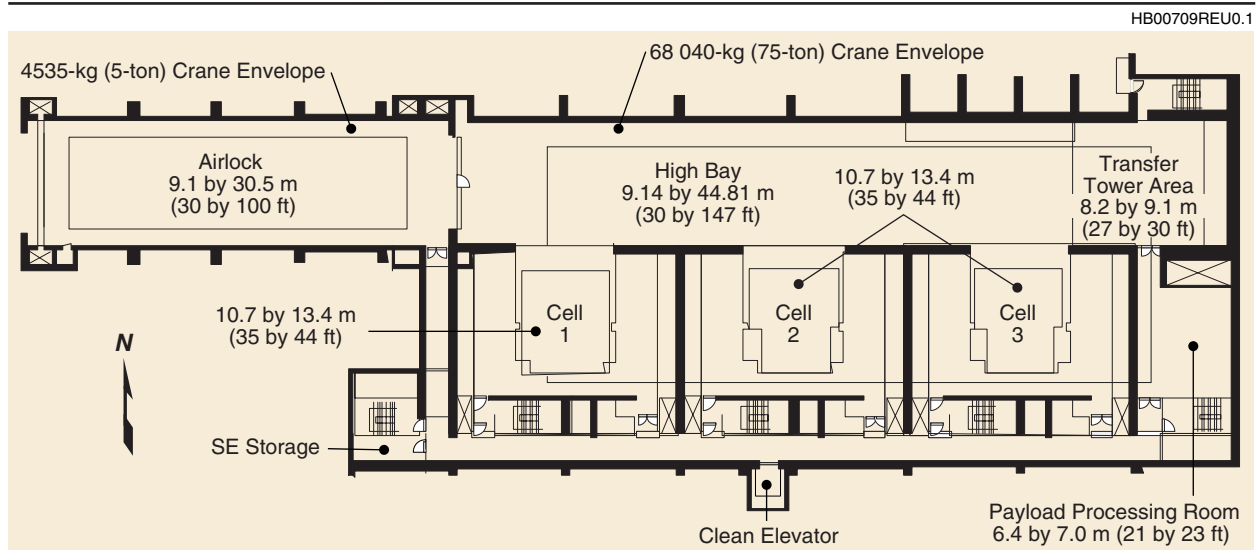 HB00709REU0.1
4535-kg (5-ton) Crane Envelope
68 040-kg (75-ton) Crane Envelope
Airlock
9.1 by 30.5 m
(30 by 100 ft)
High Bay
9.14 by 44.81 m
(30 by 147 ft)
10.7 by 13.4 m
(35 by 44 ft)
Transfer
Tower Area
8.2 by 9.1 m
(27 by 30 ft)
10.7 by 13.4 m
(35 by 44 ft)
Cell
1
Cell
2
Cell
3
N
SE Storage
Clean Elevator
Payload Processing Room
6.4 by 7.0 m (21 by 23 ft)